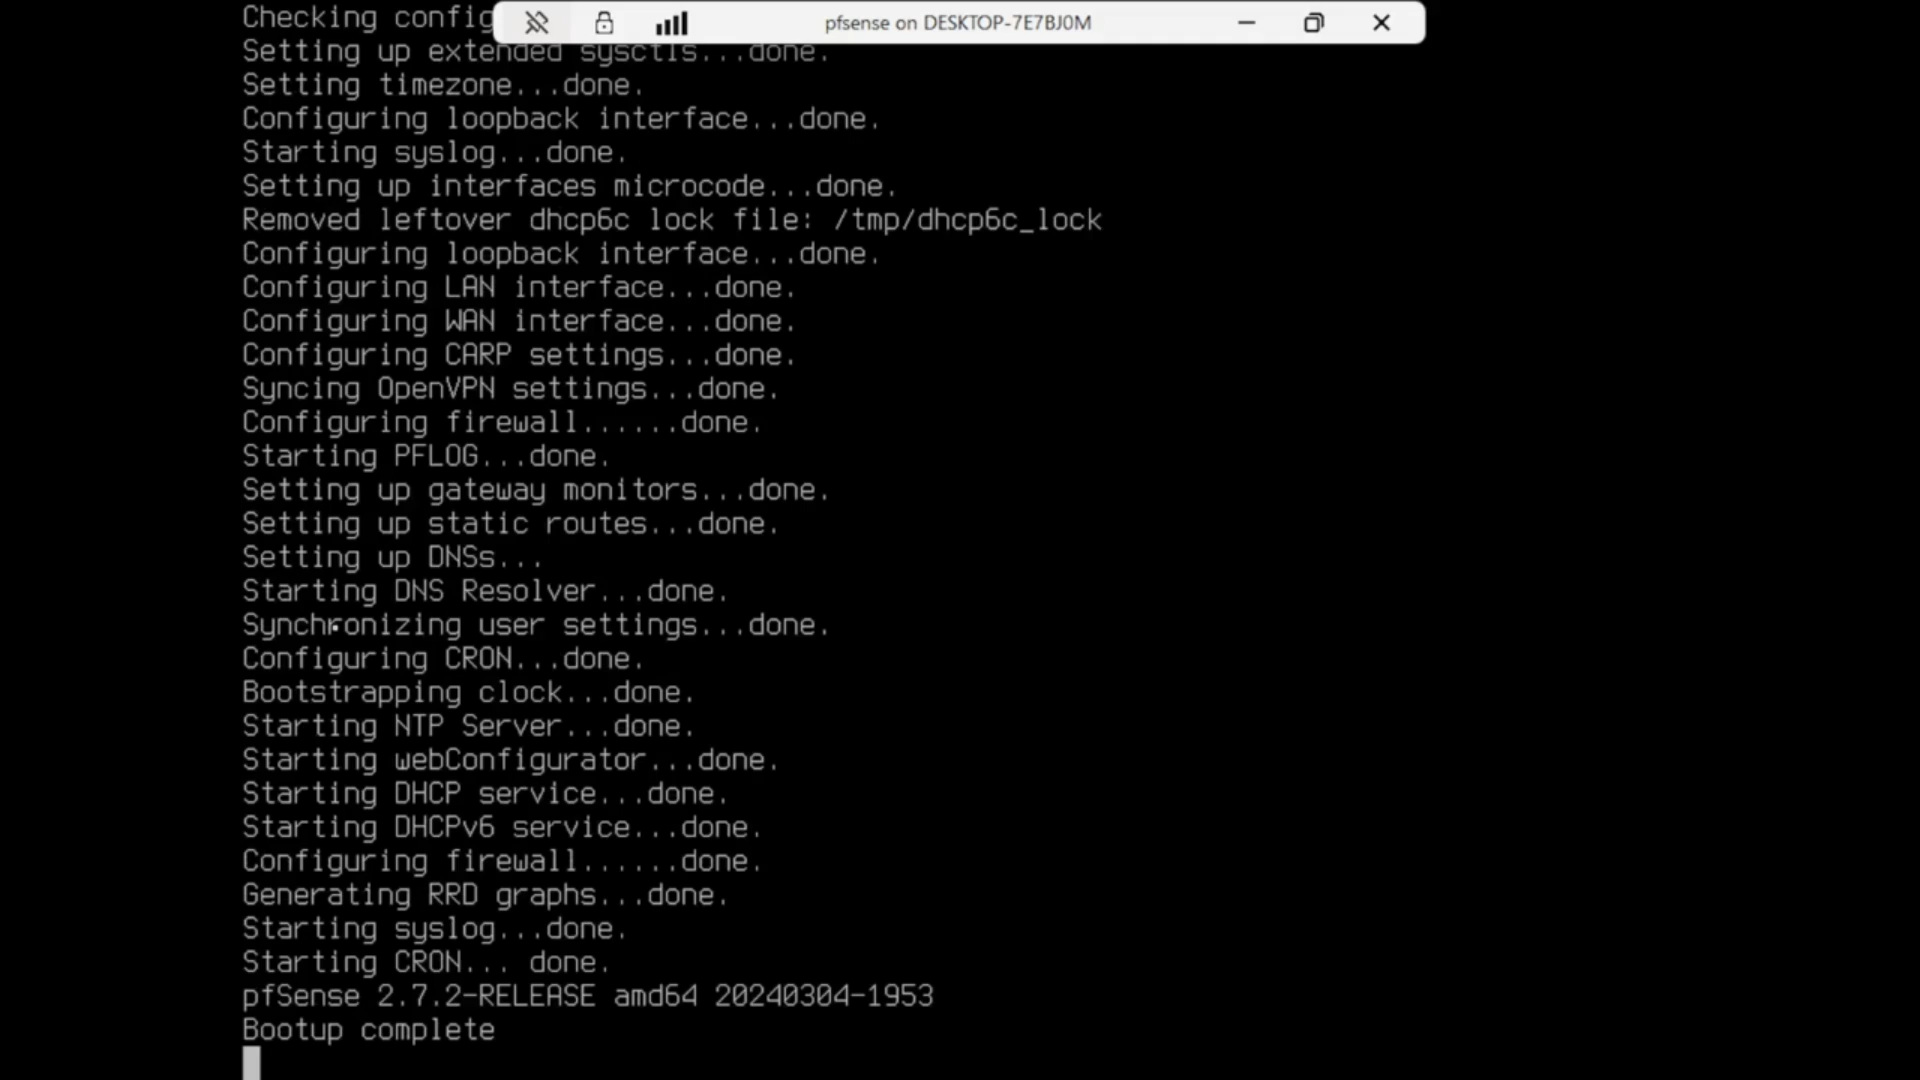 Checking config
pfsense on DESKTOP-7E7BJ0M
Setting up extended sysctls...done.
Setting timezone...done.
Configuring loopback interface...done.
Starting syslog...done.
Setting up interfaces microcode...done.
Removed leftover dhcp6c lock file: /tmp/dhcp6c_lock
Configuring loopback interface...done.
Configuring LAN interface...done.
Configuring WAN interface...done.
Configuring CARP settings...done.
Syncing OpenVPN settings...done.
Configuring firewall......done.
Starting PFLOG...done.
Setting up gateway monitors...done.
Setting up static routes...done.
Setting up DNSs...
Starting DNS Resolver...done.
Synchronizing user settings...done.
Configuring CRON...done.
Bootstrapping clock...done.
Starting NTP Server...done.
Starting webConfigurator...done.
Starting DHCP service...done.
Starting DHCPv6 service...done.
Configuring firewall......done.
Generating RRD graphs...done.
Starting syslog...done.
Starting CRON... done.
pfSense 2.7.2-RELEASE amd64 20240304-1953
Bootup complete